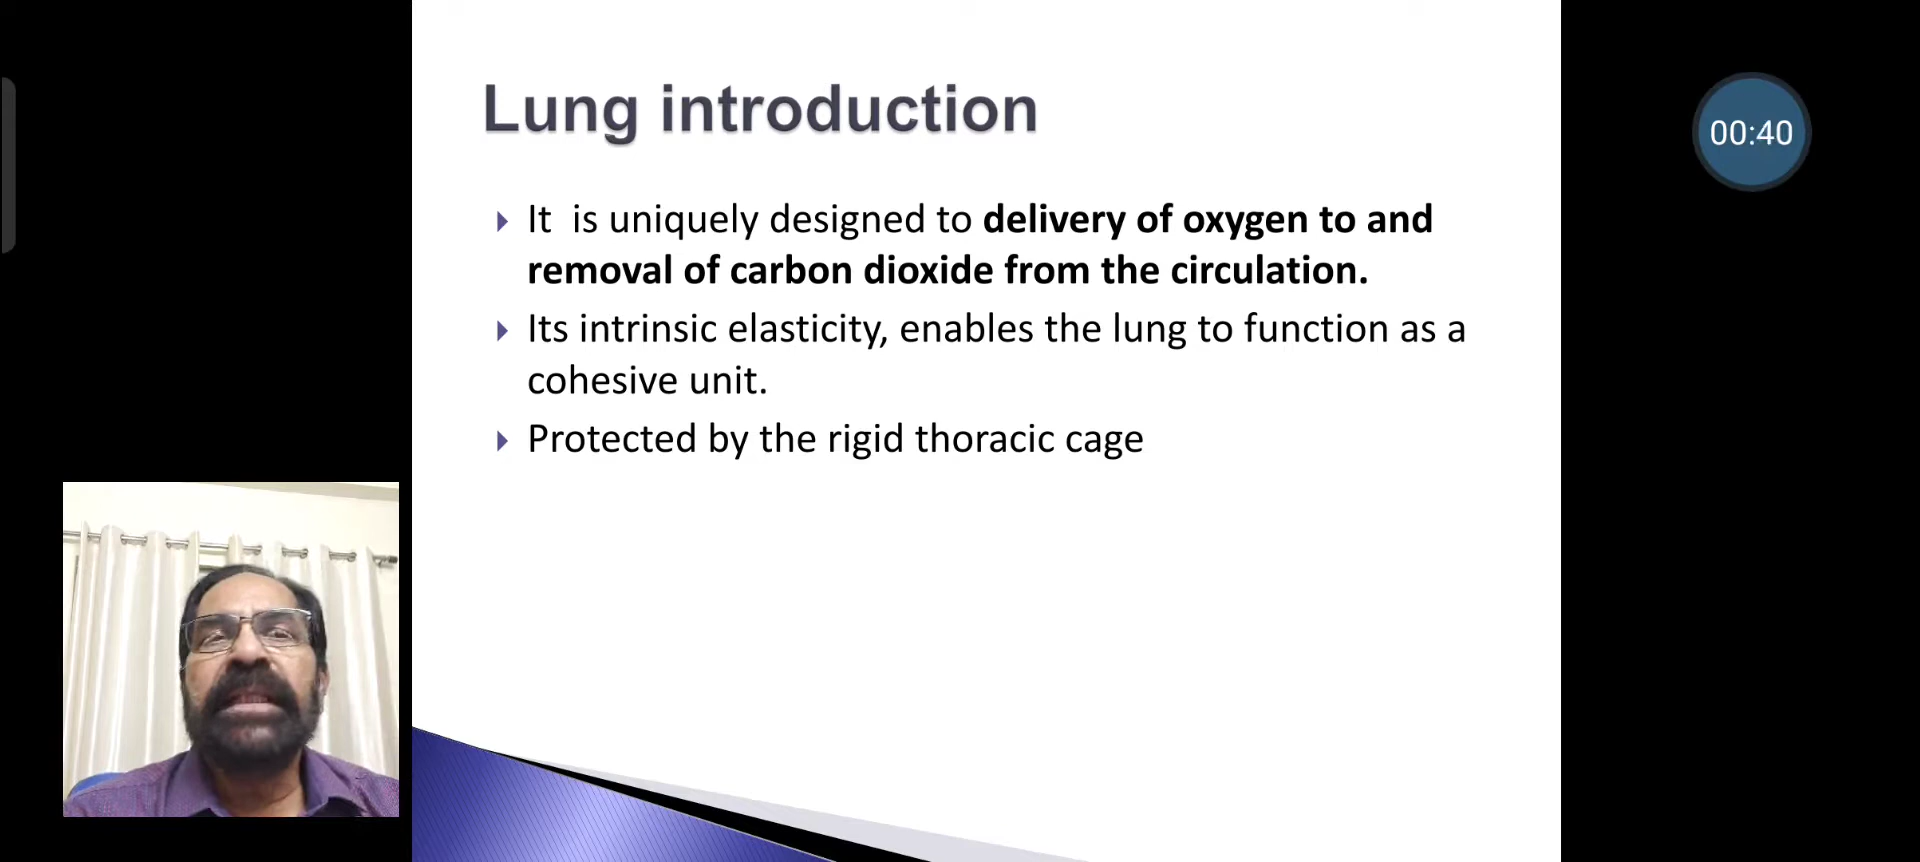 Lung introduction
It is uniquely designed to delivery of oxygen to and
removal of carbon dioxide from the circulation.
Its intrinsic elasticity, enables the lung to function as a
cohesive unit.
Protected by the rigid thoracic cage
00:40